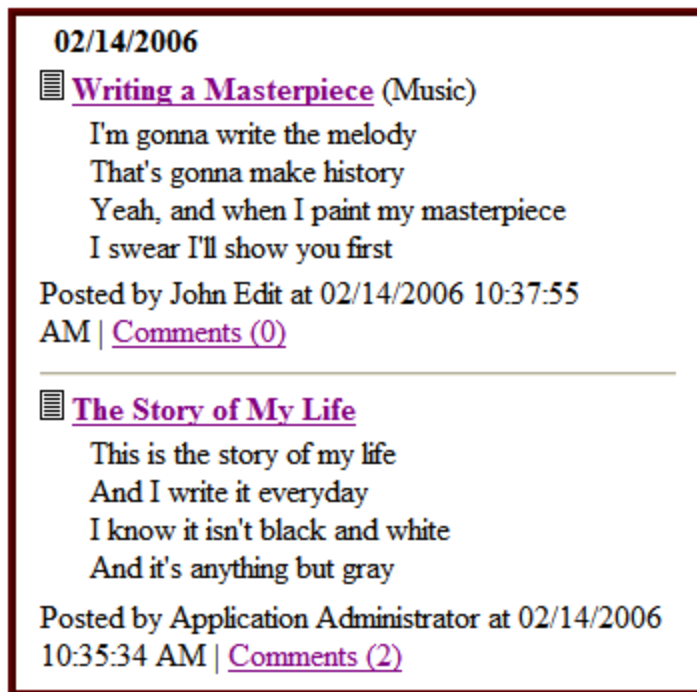 02/14/2006
Writing a Masterpiece (Music)
I'm gonna write the melody
That's gonna make history
Yeah, and when I paint my masterpiece
I swear I'll show you first
Posted by John Edit at 02/14/2006 10:37:55
AM | Comments (0)
The Story of My Life
This is the story of my life
And I write it everyday
I know it isn't black and white
And it's anything but gray
Posted by Application Administrator at 02/14/2006
10:35:34 AM | Comments (2)